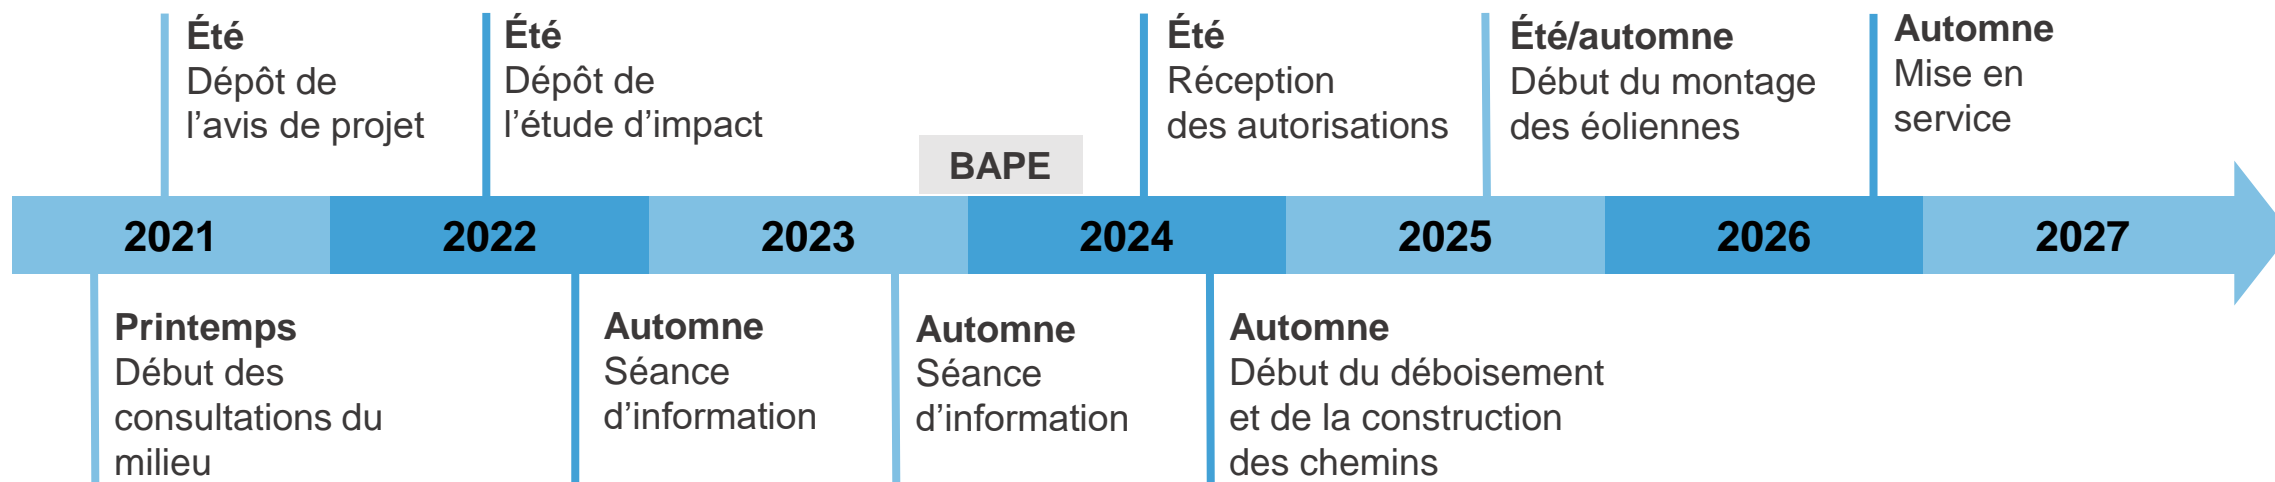 Été
Dépôt de
l’avis de projet
Été
Dépôt de
l’étude d’impact
BAPE
Été
Réception
des autorisations
Été/automne
Début du montage
des éoliennes
Automne
Mise en
service
2021
2022
2023
2024
2025
2026
2027
Printemps
Début des
consultations du
milieu
Automne
Séance
d’information
Automne
Séance
d’information
Automne
Début du déboisement
et de la construction
des chemins